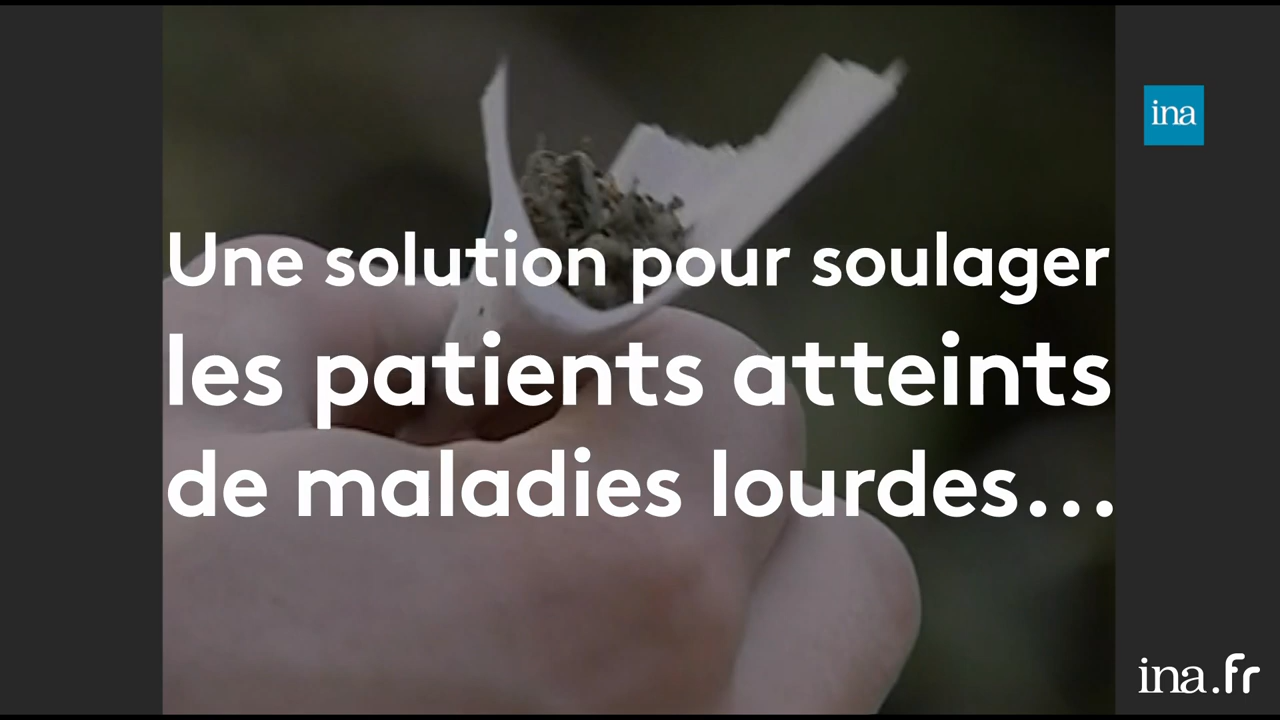 ina
Une solution pour soulager
les patients atteints
de maladies lourdes...
ina.fr